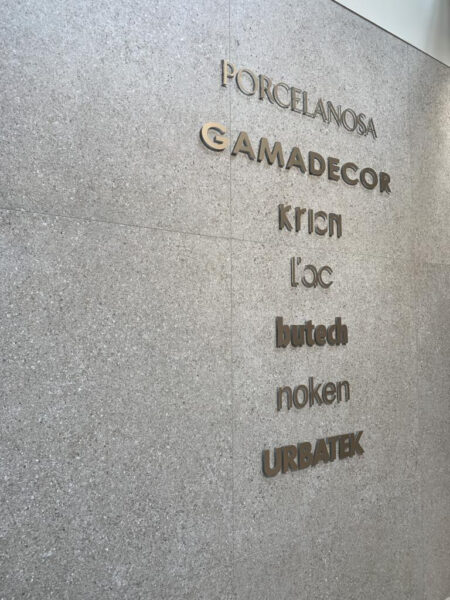 PORCELANOSA
GAMADECOR
krion
l'ac
butech
noken
URBATEK